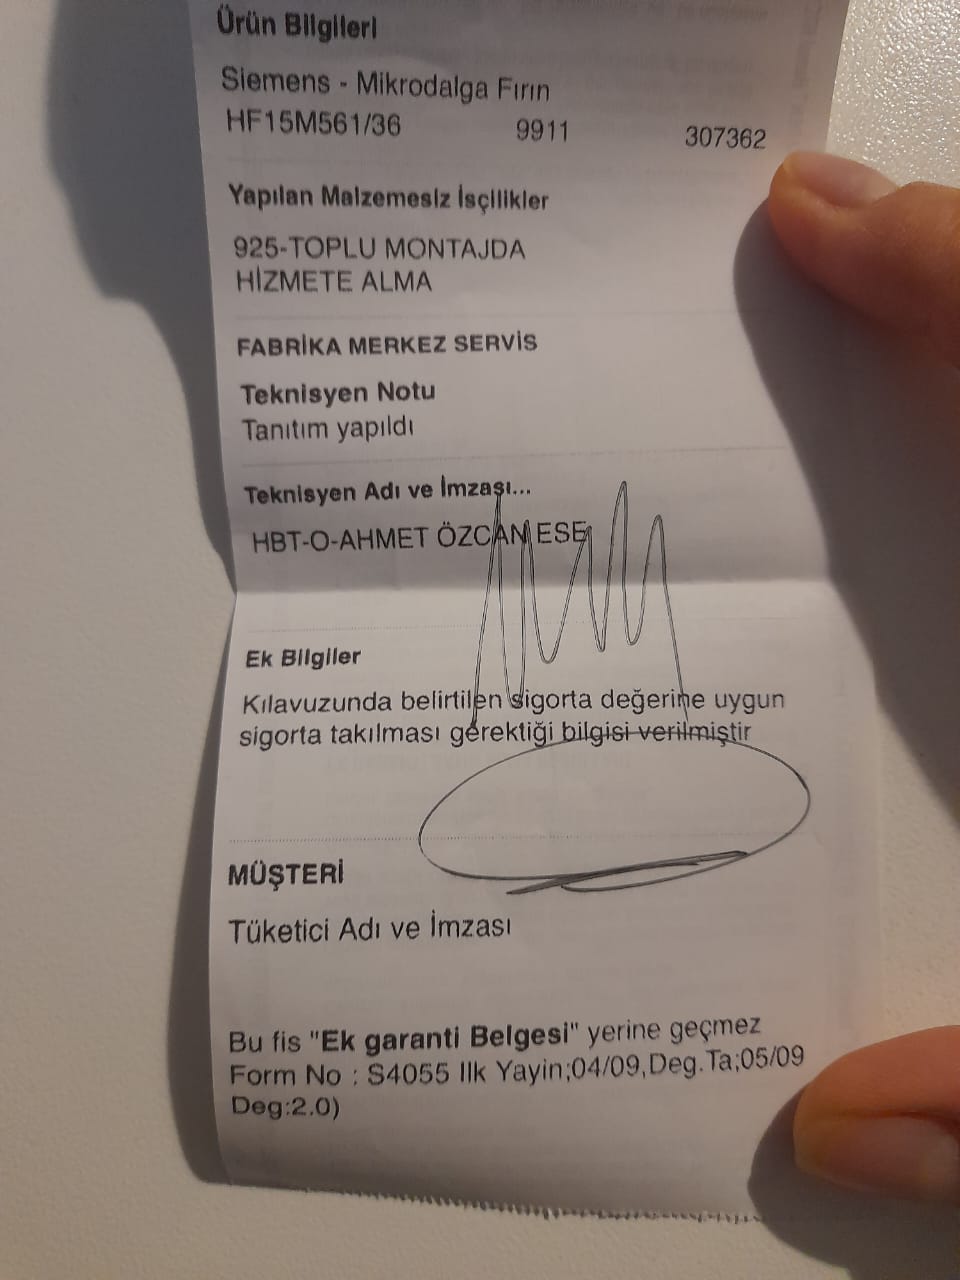 Ürün Bilgileri
Siemens - Mikrodalga Fırın
HF15M561/36 9911 307362
Yapılan Malzemesiz İsçilikler
925-TOPLU MONTAJDA
HİZMETE ALMA
FABRİKA MERKEZ SERVİS
Teknisyen Notu
Tanıtım yapıldı
Teknisyen Adı ve İmzası...
HBT-O-AHMET ÖZCAN ESE
Ek Bilgiler
Kılavuzunda belirtilen sigorta değerine uygun
sigorta takılması gerektiği bilgisi verilmiştir
MÜŞTERİ
Tüketici Adı ve İmzası
Bu fis "Ek garanti Belgesi" yerine geçmez
Form No : S4055 Ilk Yayin;04/09,Deg.Ta;05/09
Deg:2.0)